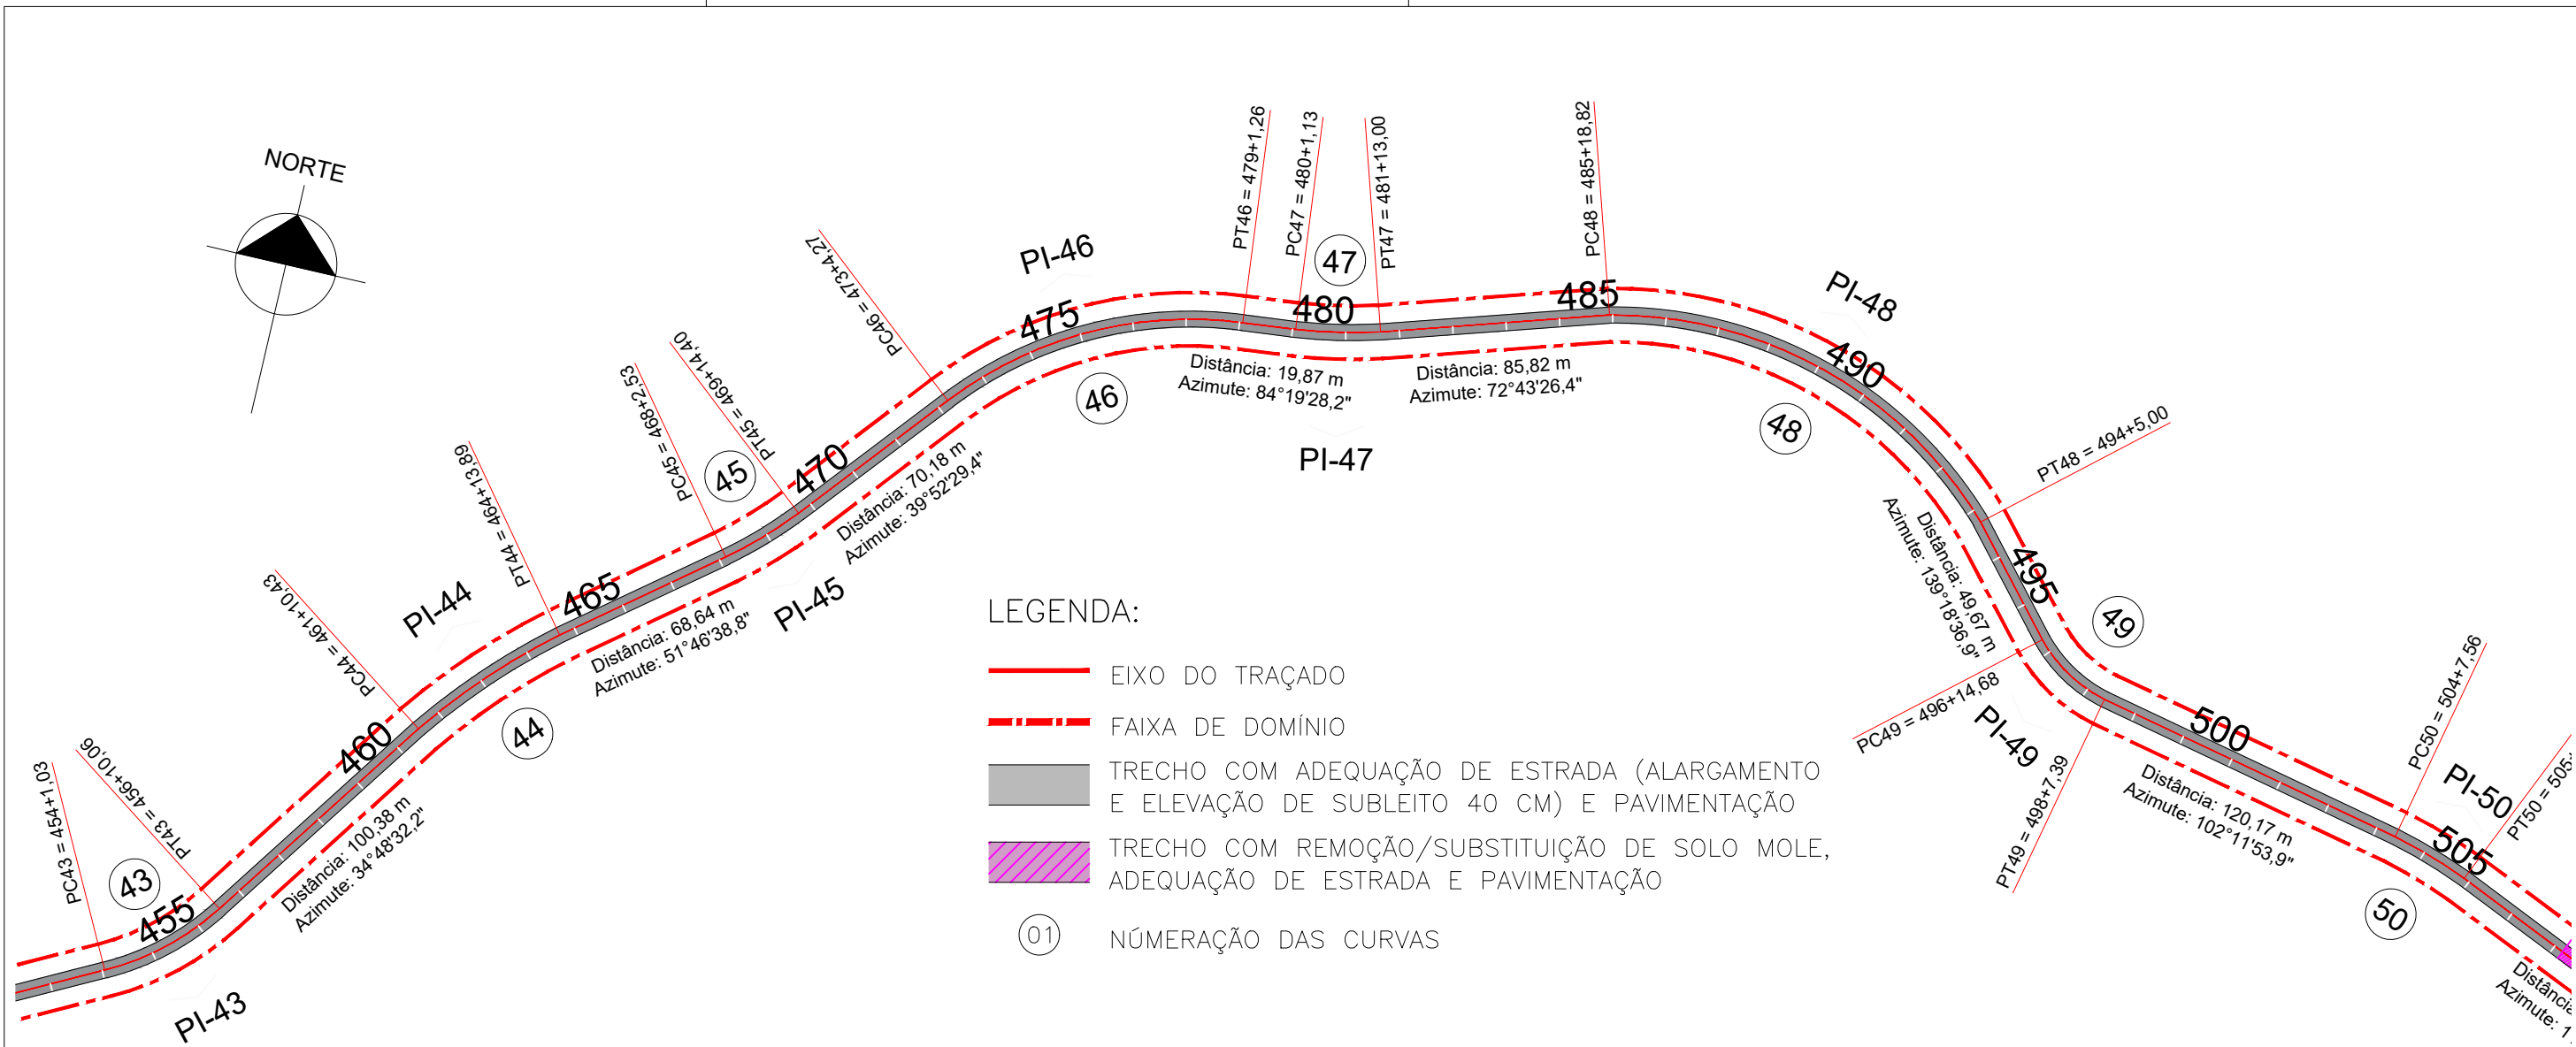 NORTE
PC43 = 454+1,03
PT43 = 456+10,06
43
455
PI-43
460
Distância: 100,38 m
Azimute: 34°48'32,2"
PC44 = 461+10,43
PI-44
44
PT44 = 464+13,89
465
Distância: 68,64 m
Azimute: 51°46'38,8"
PC45 = 468+2,53
45
PI-45
PT45 = 469+14,40
470
Distância: 70,18 m
Azimute: 39°52'29,4"
PC46 = 473+4,27
PI-46
475
46
PT46 = 479+1,26
Distância: 19,87 m
Azimute: 84°19'28,2"
PC47 = 480+1,13
480
47
PI-47
PT47 = 481+13,00
Distância: 85,82 m
Azimute: 72°43'26,4"
PC48 = 485+18,82
485
PI-48
490
48
PT48 = 494+5,00
Distância: 49,67 m
Azimute: 139°18'36,9"
495
49
PC49 = 496+14,68
PI-49
PT49 = 498+7,39
500
Distância: 120,17 m
Azimute: 102°11'53,9"
PC50 = 504+7,56
PI-50
505
50
PT50 = 505+
Distância
Azimute: 1
LEGENDA:
EIXO DO TRAÇADO
FAIXA DE DOMÍNIO
TRECHO COM ADEQUAÇÃO DE ESTRADA (ALARGAMENTO
E ELEVAÇÃO DE SUBLEITO 40 CM) E PAVIMENTAÇÃO
TRECHO COM REMOÇÃO/SUBSTITUIÇÃO DE SOLO MOLE,
ADEQUAÇÃO DE ESTRADA E PAVIMENTAÇÃO
01
NÚMERAÇÃO DAS CURVAS